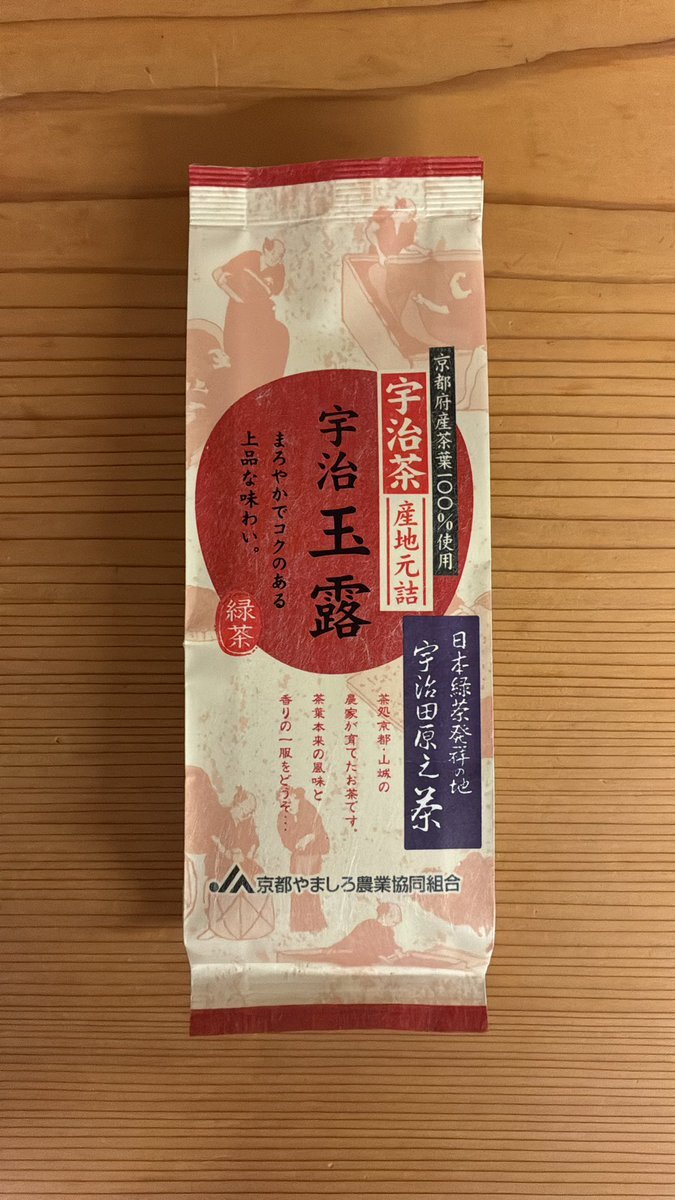 京都府産茶葉一〇〇%使用
宇治茶
産地元詰
宇治玉露
まろやかでコクのある
上品な味わい。
緑茶
日本緑茶発祥の地
宇治田原之茶
茶処京都・山城の
農家が育てたお茶です。
茶葉本来の風味と
香りの一服をどうぞ…
JA京都やましろ農業協同組合